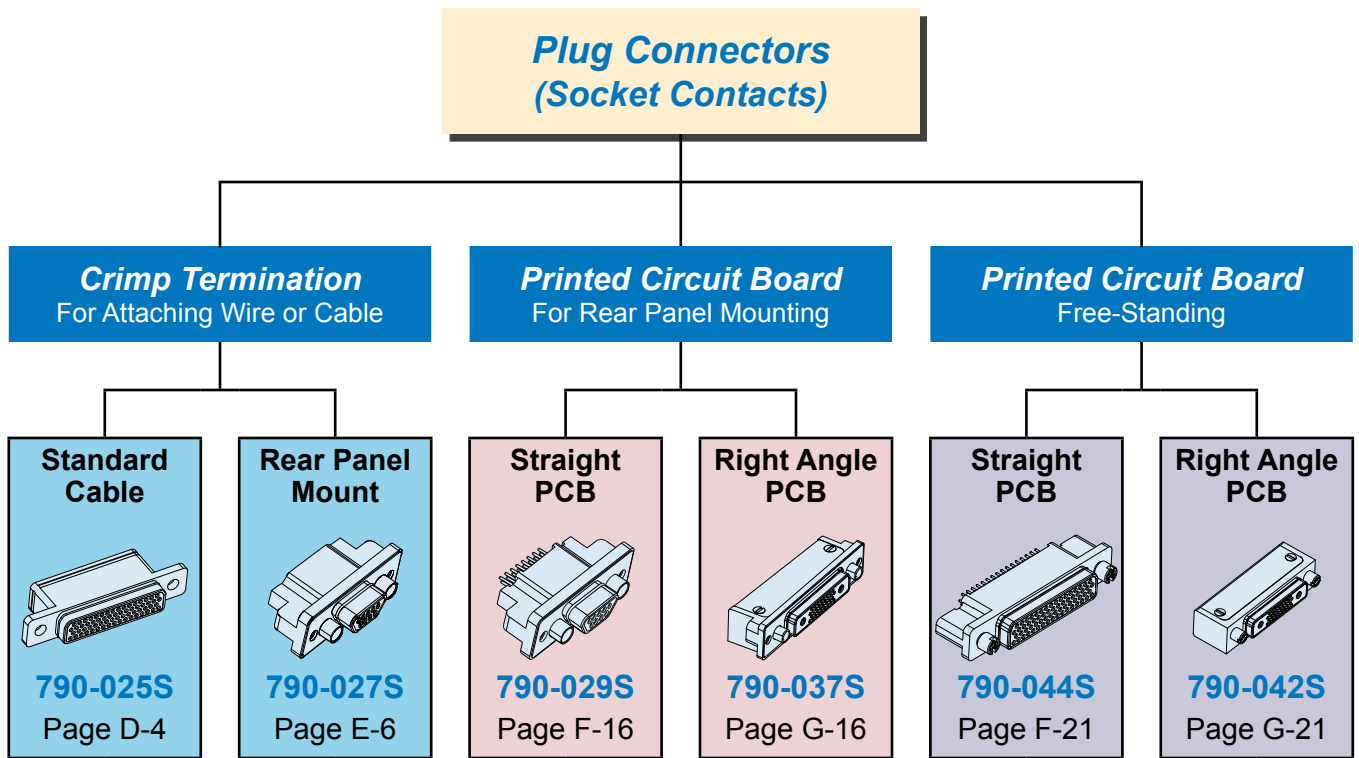 Plug Connectors
(Socket Contacts)
Crimp Termination
For Attaching Wire or Cable
Printed Circuit Board
For Rear Panel Mounting
Printed Circuit Board
Free-Standing
Standard
Cable
790-025S
Page D-4
Rear Panel
Mount
790-027S
Page E-6
Straight
PCB
790-029S
Page F-16
Right Angle
PCB
790-037S
Page G-16
Straight
PCB
790-044S
Page F-21
Right Angle
PCB
790-042S
Page G-21